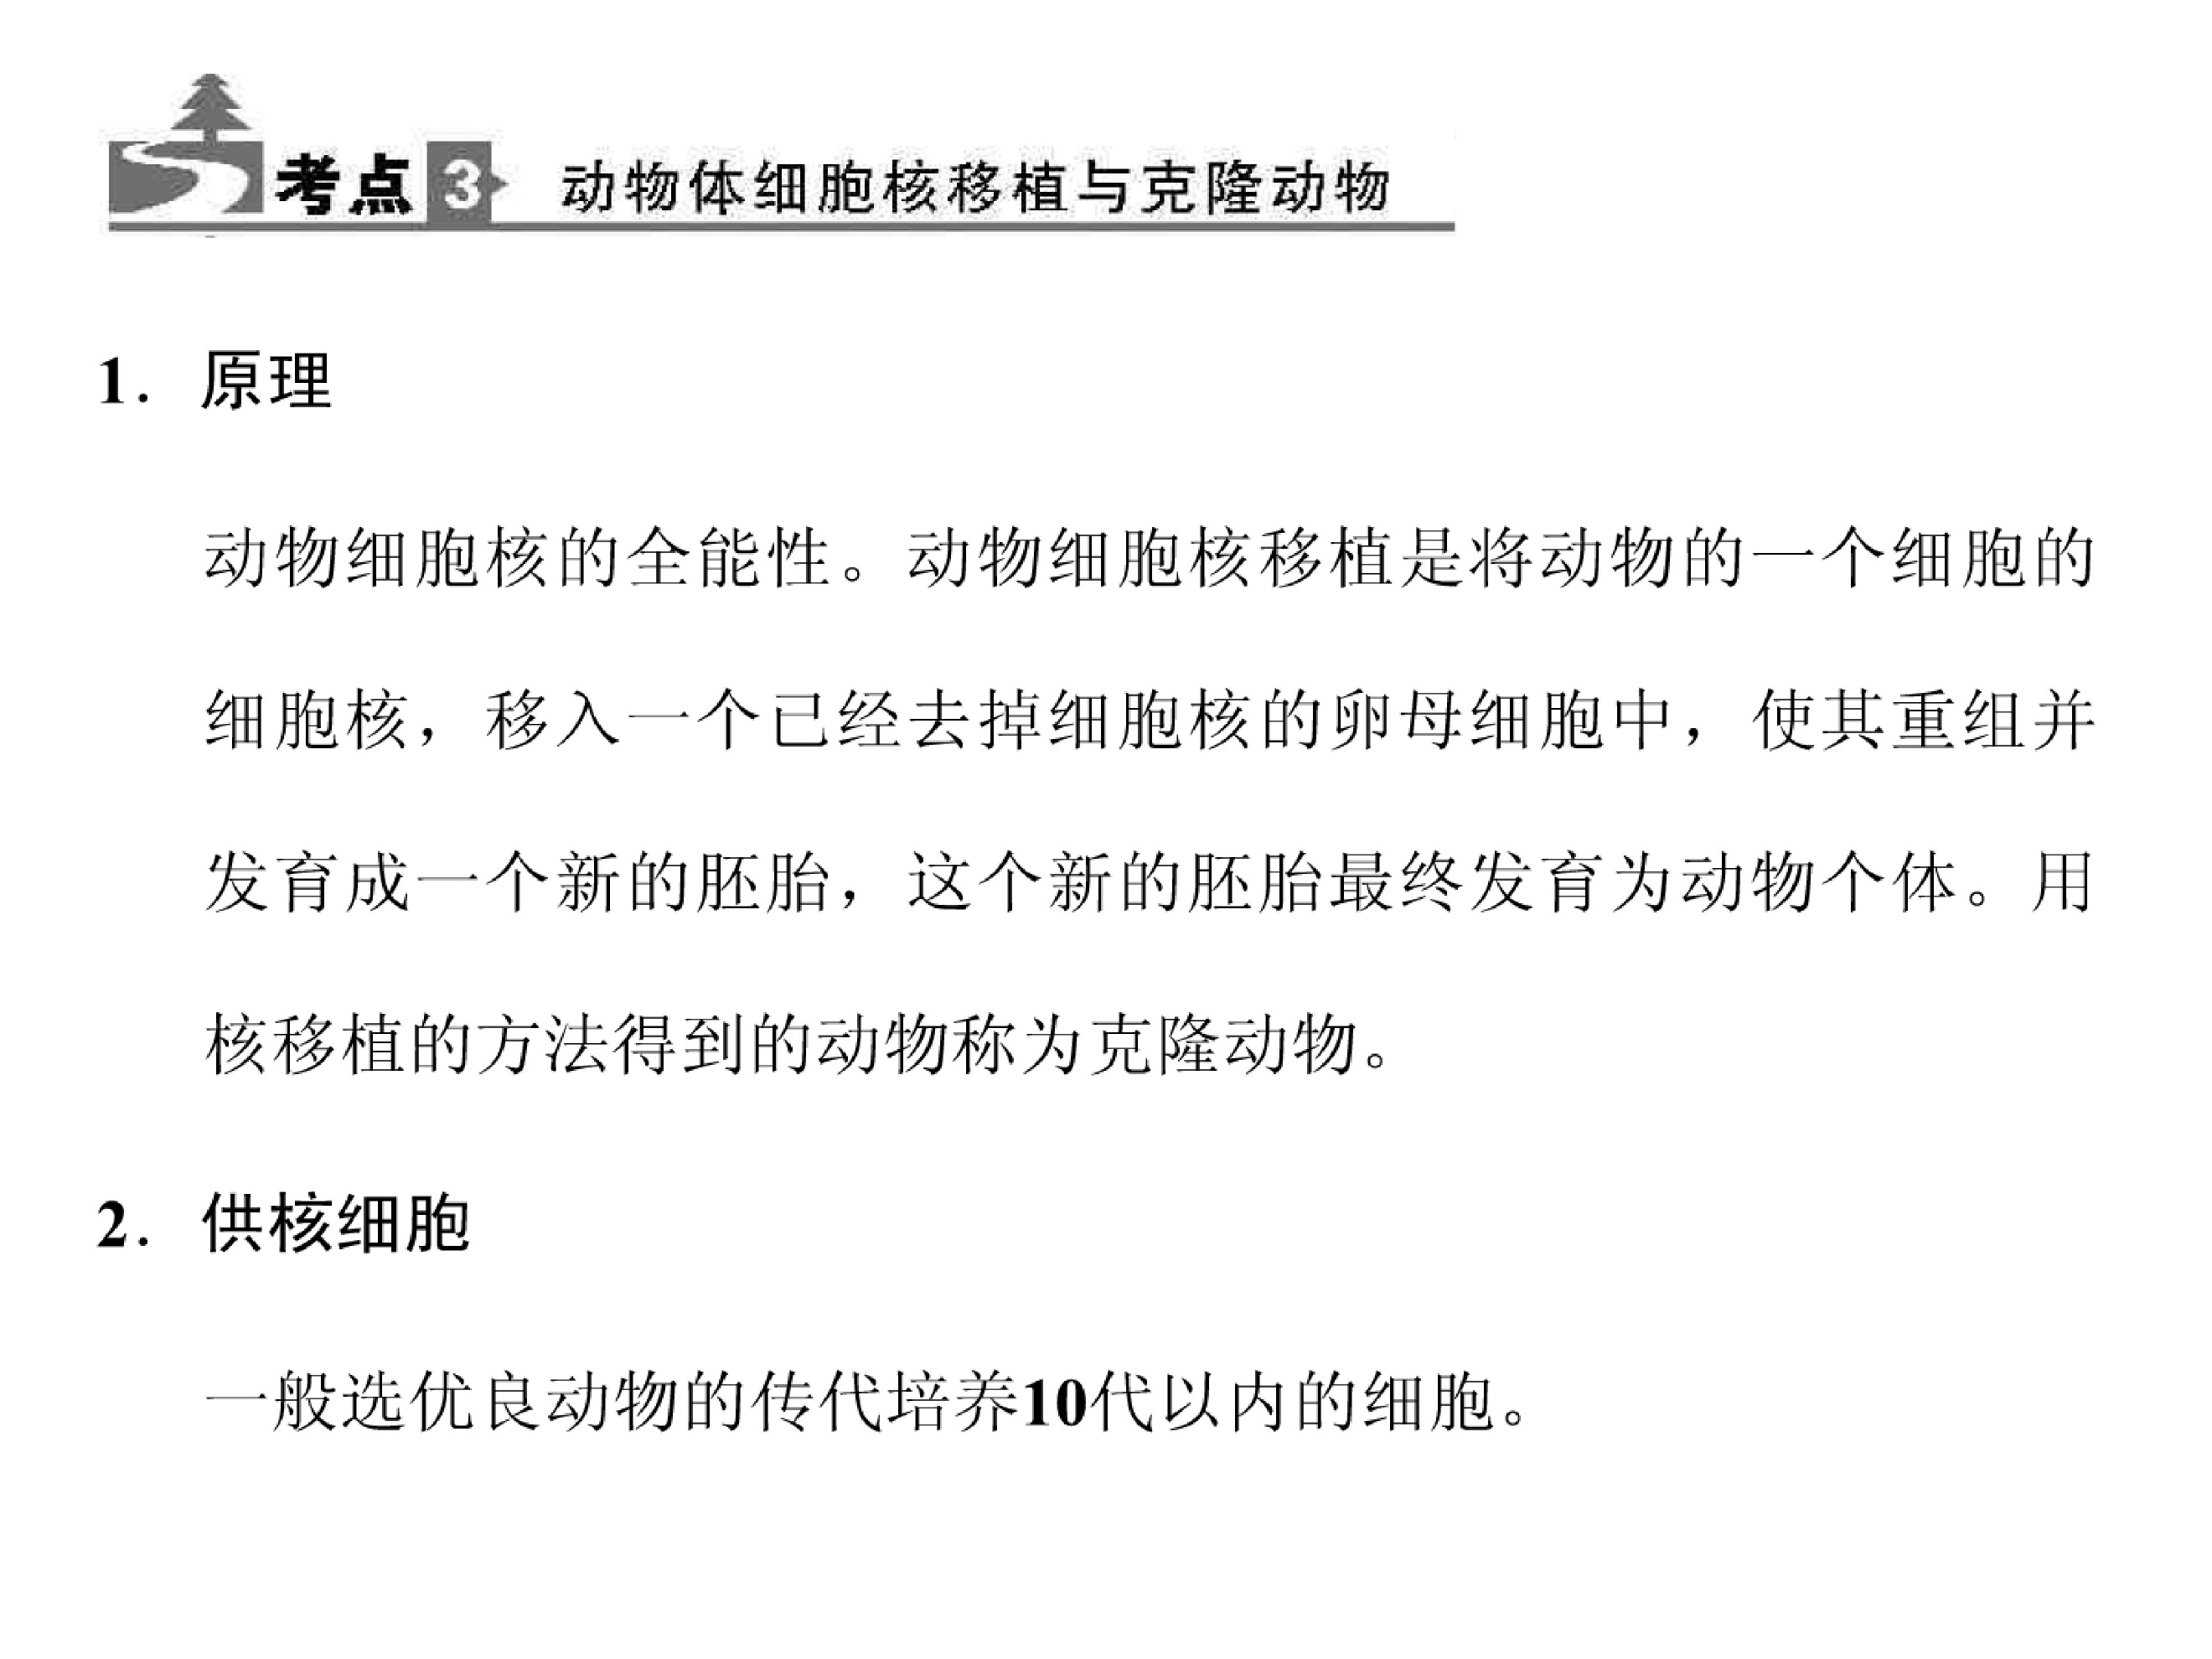 考点 3 动物体细胞核移植与克隆动物
1. 原理
动物细胞核的全能性。动物细胞核移植是将动物的一个细胞的
细胞核，移入一个已经去掉细胞核的卵母细胞中，使其重组并
发育成一个新的胚胎，这个新的胚胎最终发育为动物个体。用
核移植的方法得到的动物称为克隆动物。
2. 供核细胞
一般选优良动物的传代培养10代以内的细胞。